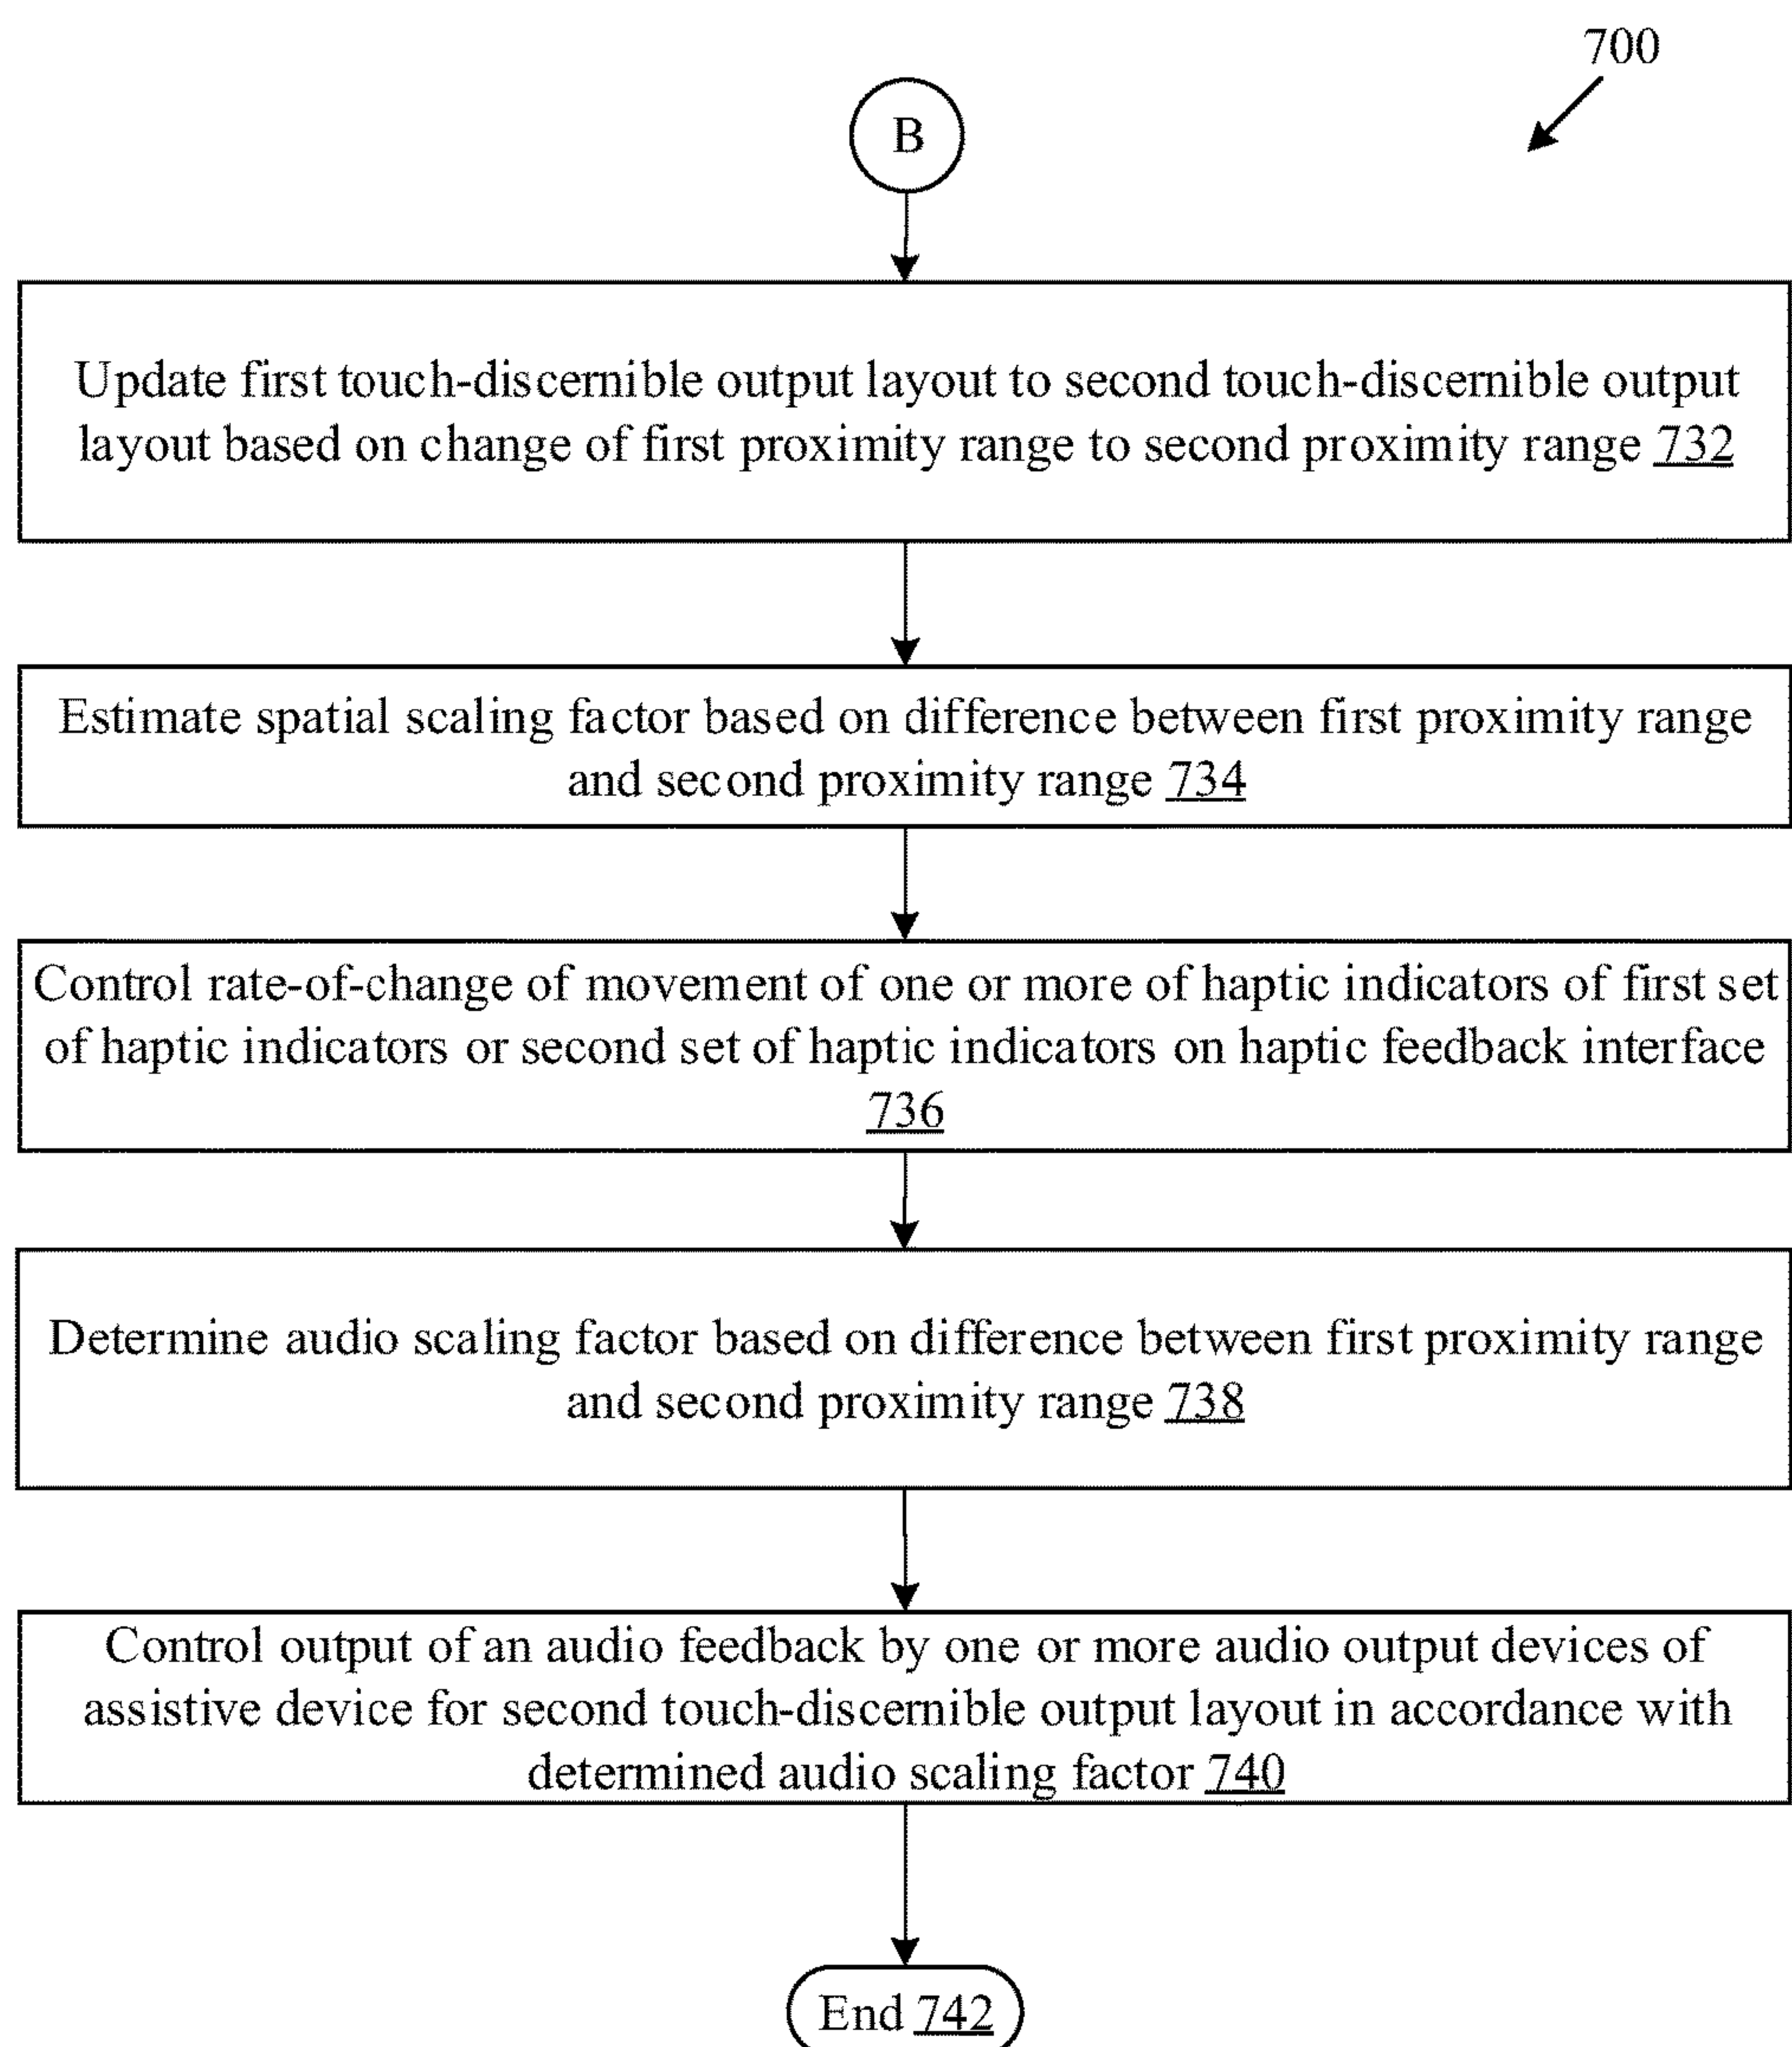 700
B
Update first touch-discernible output layout to second touch-discernible output
layout based on change of first proximity range to second proximity range 732
Estimate spatial scaling factor based on difference between first proximity range
and second proximity range 734
Control rate-of-change of movement of one or more of haptic indicators of first set
of haptic indicators or second set of haptic indicators on haptic feedback interface
736
Determine audio scaling factor based on difference between first proximity range
and second proximity range 738
Control output of an audio feedback by one or more audio output devices of
assistive device for second touch-discernible output layout in accordance with
determined audio scaling factor 740
End 742